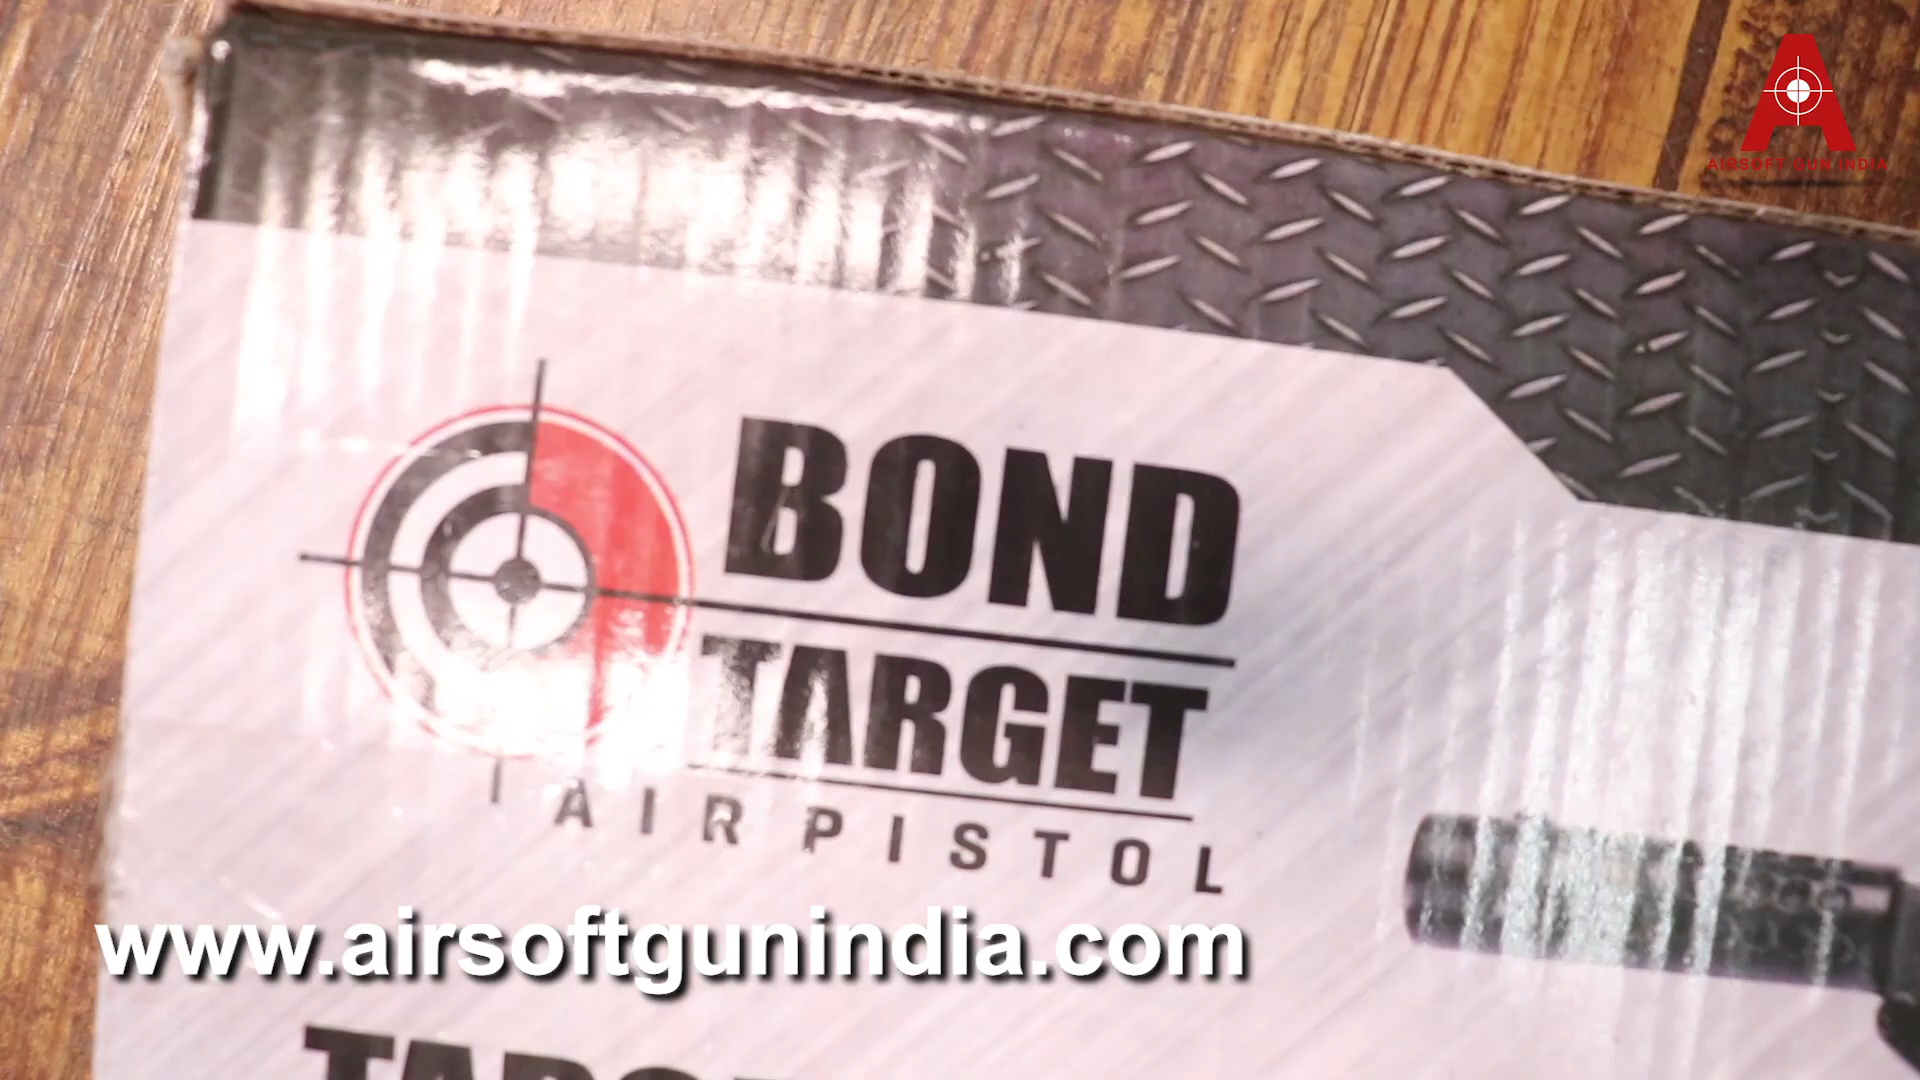 AIRSOFT GUN INDIA
BOND
TARGET
AIR PISTOL
www.airsoftgunindia.com